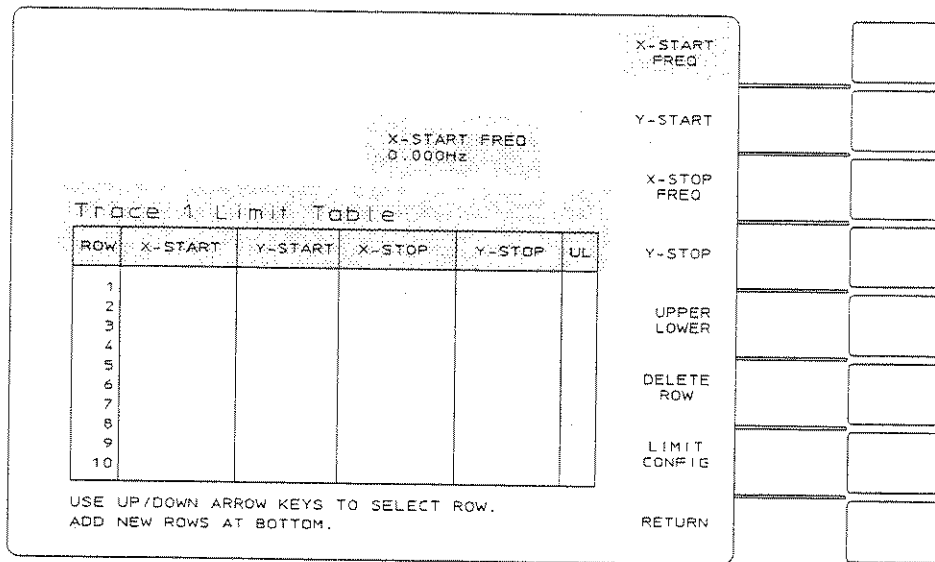 X-START
FREQ
X-START FREQ
0.000Hz
Y-START
X-STOP
FREQ
Trace 1 Limit Table
ROW X-START Y-START X-STOP Y-STOP UL
Y-STOP
1
2
3
4
5
6
7
8
9
10
UPPER
LOWER
DELETE
ROW
LIMIT
CONFIG
USE UP/DOWN ARROW KEYS TO SELECT ROW.
ADD NEW ROWS AT BOTTOM.
RETURN